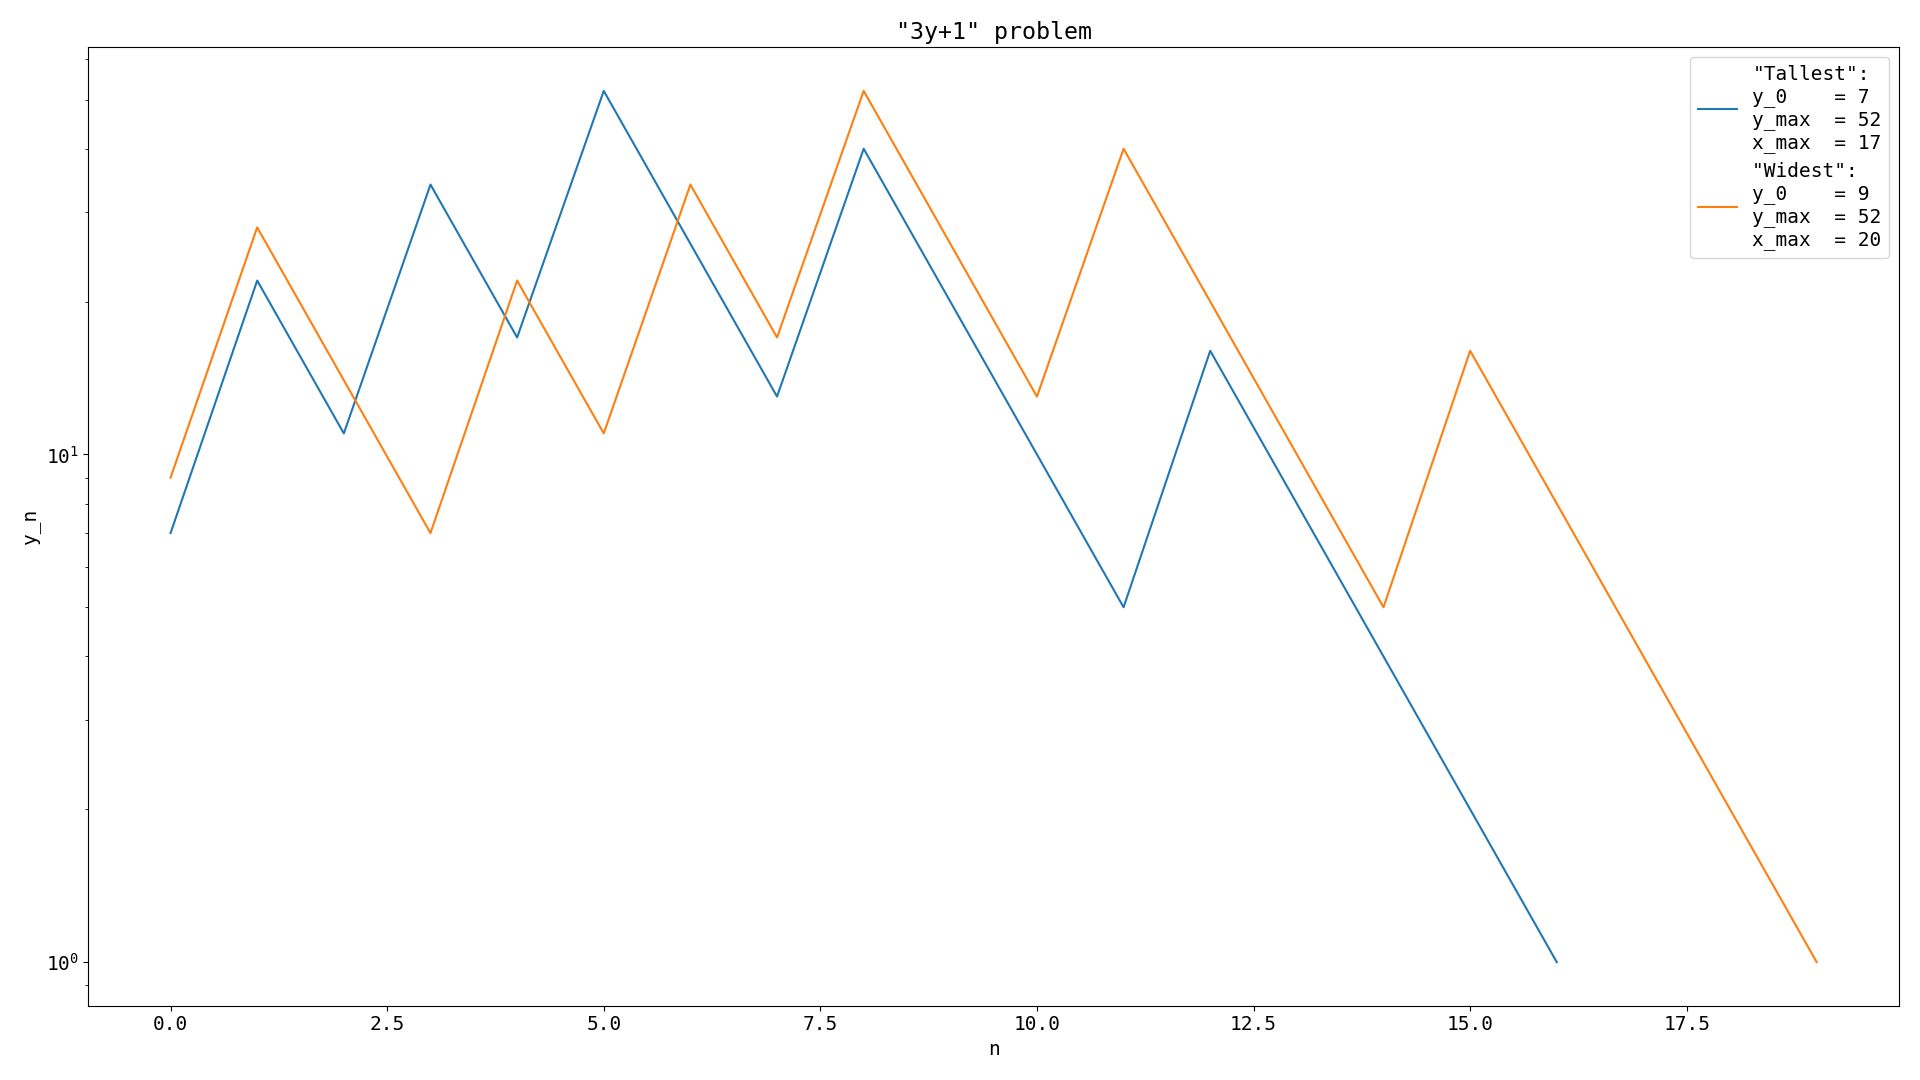 "3y+1" problem
"Tallest":
y_0    = 7
y_max  = 52
x_max  = 17
"Widest":
y_0    = 9
y_max  = 52
x_max  = 20
y_n
10¹
10⁰
0.0 2.5 5.0 7.5 10.0 12.5 15.0 17.5
n